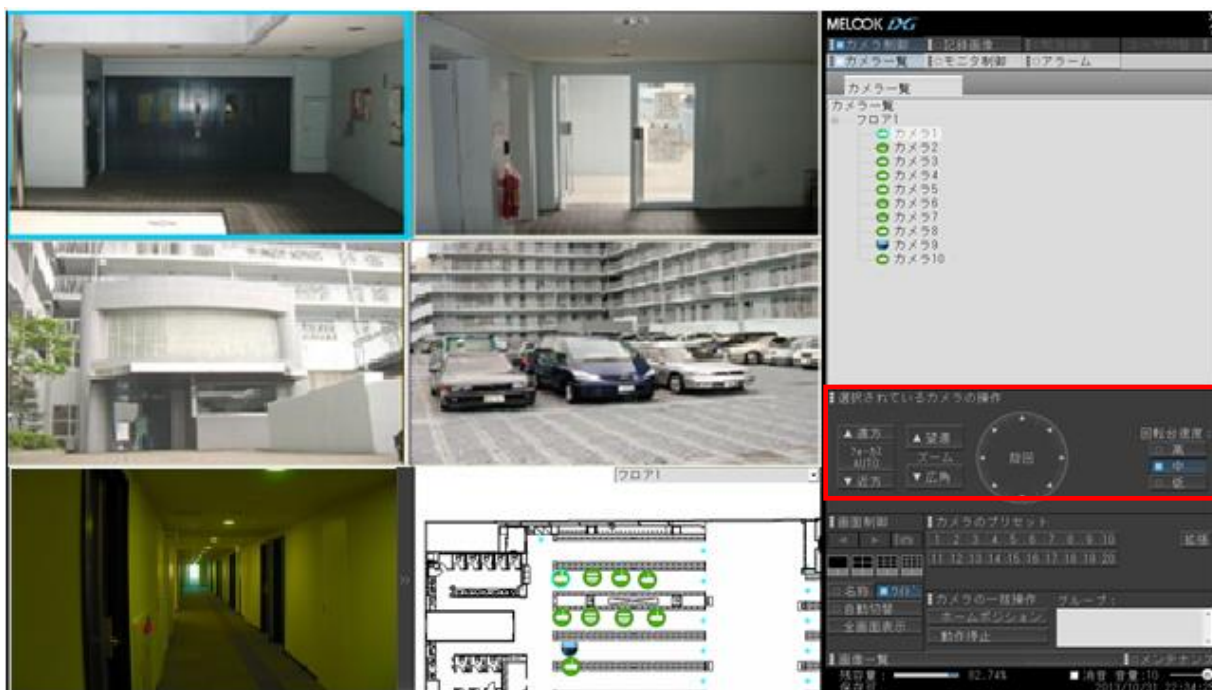 MELOOK DG
カメラ制御 記録画像
カメラ一覧 モニタ制御 アラーム
カメラ一覧
カメラ一覧
フロア1
カメラ1
カメラ2
カメラ3
カメラ4
カメラ5
カメラ6
カメラ7
カメラ8
カメラ9
カメラ10
選択されているカメラの操作
▲ 遠方
フォーカス
AUTO
▼ 近方
▲ 望遠
ズーム
▼ 広角
旋回
回転台速度:
高
中
低
フロア1
画面制御
カメラのプリセット
1 2 3 4 5 6 7 8 9 10
11 12 13 14 15 16 17 18 19 20
拡張
名称 ワイド
自動切替
全画面表示
カメラの一括操作 グループ:
ホームポジション
動作停止
画像一覧
メンテナンス
残容量: 82.74%
消音 音量:10
保存可